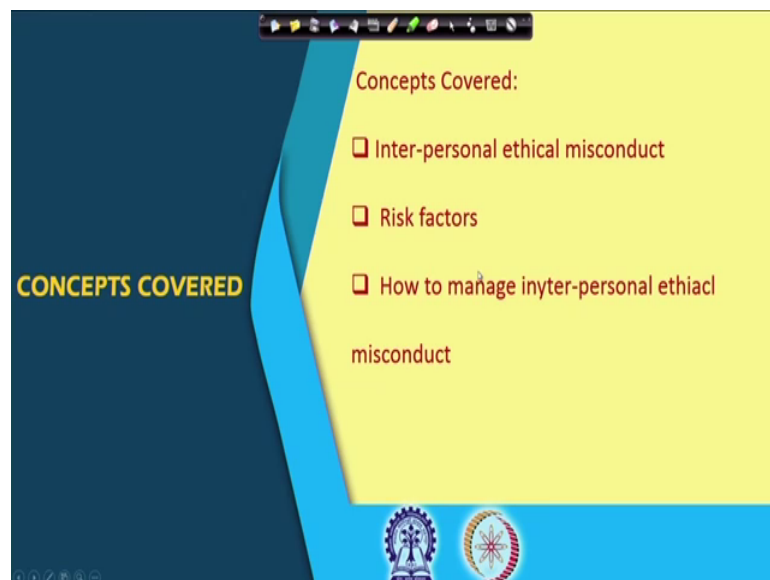 Concepts Covered:
❑ Inter-personal ethical misconduct
❑ Risk factors
CONCEPTS COVERED
❑ How to manage inyter-personal ethiacl
misconduct